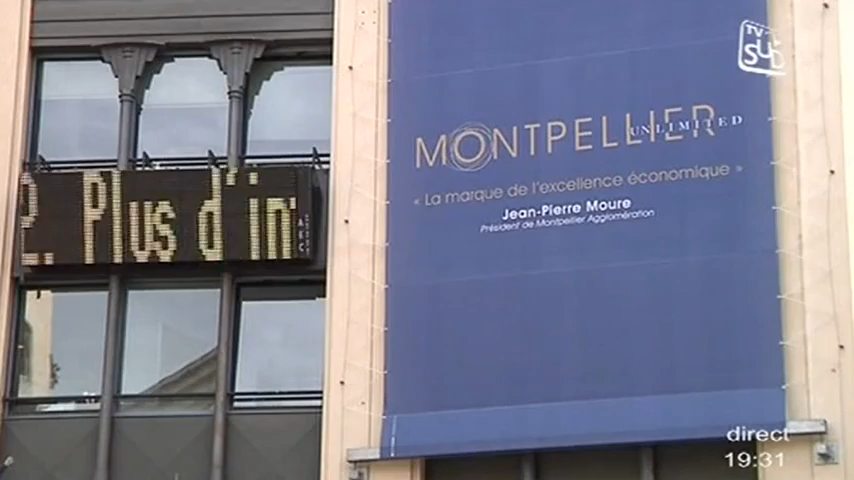 TV
SUD
MONTPELLIER
UNLIMITED
« La marque de l'excellence économique »
Jean-Pierre Moure
Président de Montpellier Agglomération
2. Plus d'in
direct
19:31